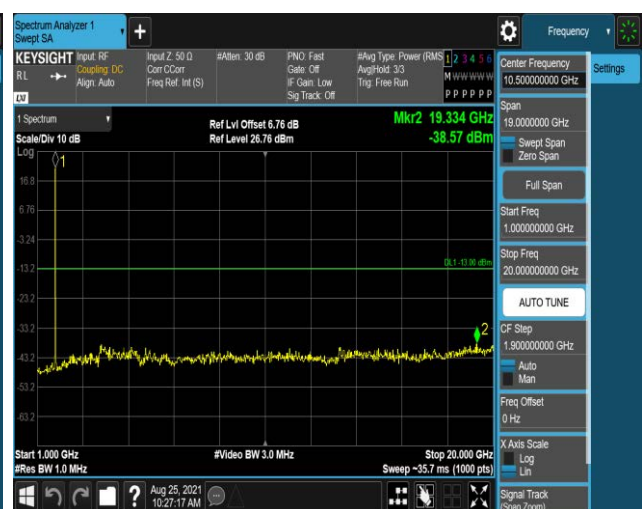 Spectrum Analyzer 1
Swept SA
+
Frequency
KEYSIGHT
RL
LXI
Input: RF
Coupling: DC
Align: Auto
Input Z: 50 Ω
Corr CCorr
Freq Ref: Int (S)
#Atten: 30 dB
PNO: Fast
Gate: Off
IF Gain: Low
Sig Track: Off
#Avg Type: Power (RMS
Avg|Hold: 3/3
Trig: Free Run
1 2 3 4 5 6
M W W W W W
P P P P P P
1 Spectrum
Scale/Div 10 dB
Log
Ref Lvl Offset 6.76 dB
Ref Level 26.76 dBm
Mkr2 19.334 GHz
-38.57 dBm
1
16.8
6.76
-3.24
-13.2
DL1 -13.00 dBm
-23.2
-33.2
2
-43.2
-53.2
-63.2
Start 1.000 GHz
#Video BW 3.0 MHz
Stop 20.000 GHz
#Res BW 1.0 MHz
Sweep ~35.7 ms (1000 pts)
?
Aug 25, 2021
10:27:17 AM
Center Frequency
10.500000000 GHz
Settings
Span
19.0000000 GHz
Swept Span
Zero Span
Full Span
Start Freq
1.000000000 GHz
Stop Freq
20.000000000 GHz
AUTO TUNE
CF Step
1.900000000 GHz
Auto
Man
Freq Offset
0 Hz
X Axis Scale
Log
Lin
Signal Track
(Span Zoom)